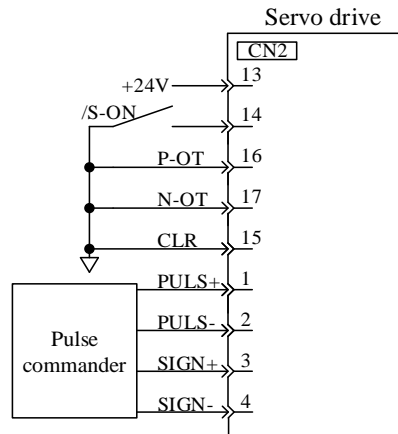 Servo drive
CN2
+24V 13
/S-ON 14
P-OT 16
N-OT 17
CLR 15
PULS+ 1
Pulse commander
PULS- 2
SIGN+ 3
SIGN- 4